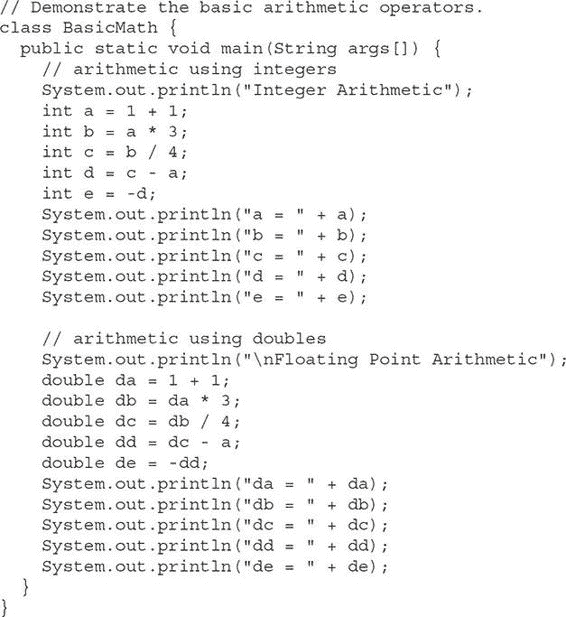 // Demonstrate the basic arithmetic operators.
class BasicMath {
  public static void main(String args[]) {
    // arithmetic using integers
    System.out.println("Integer Arithmetic");
    int a = 1 + 1;
    int b = a * 3;
    int c = b / 4;
    int d = c - a;
    int e = -d;
    System.out.println("a = " + a);
    System.out.println("b = " + b);
    System.out.println("c = " + c);
    System.out.println("d = " + d);
    System.out.println("e = " + e);

    // arithmetic using doubles
    System.out.println("\nFloating Point Arithmetic");
    double da = 1 + 1;
    double db = da * 3;
    double dc = db / 4;
    double dd = dc - a;
    double de = -dd;
    System.out.println("da = " + da);
    System.out.println("db = " + db);
    System.out.println("dc = " + dc);
    System.out.println("dd = " + dd);
    System.out.println("de = " + de);
  }
}